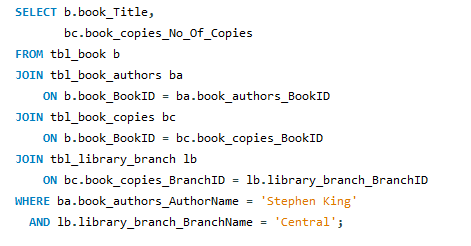 SELECT b.book_Title,
       bc.book_copies_No_Of_Copies
FROM tbl_book b
JOIN tbl_book_authors ba
    ON b.book_BookID = ba.book_authors_BookID
JOIN tbl_book_copies bc
    ON b.book_BookID = bc.book_copies_BookID
JOIN tbl_library_branch lb
    ON bc.book_copies_BranchID = lb.library_branch_BranchID
WHERE ba.book_authors_AuthorName = 'Stephen King'
  AND lb.library_branch_BranchName = 'Central';